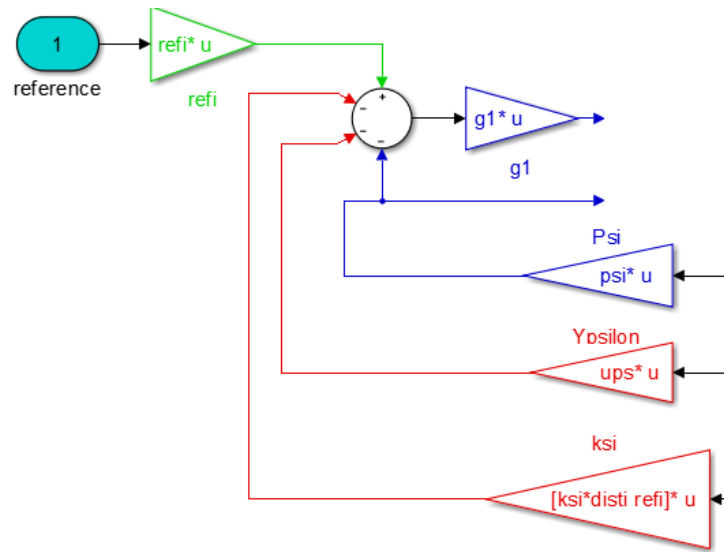 1
reference
refi* u
refi
+
-
-
-
g1* u
g1
Psi
psi* u
Ypsilon
ups* u
ksi
[ksi*disti refi]* u